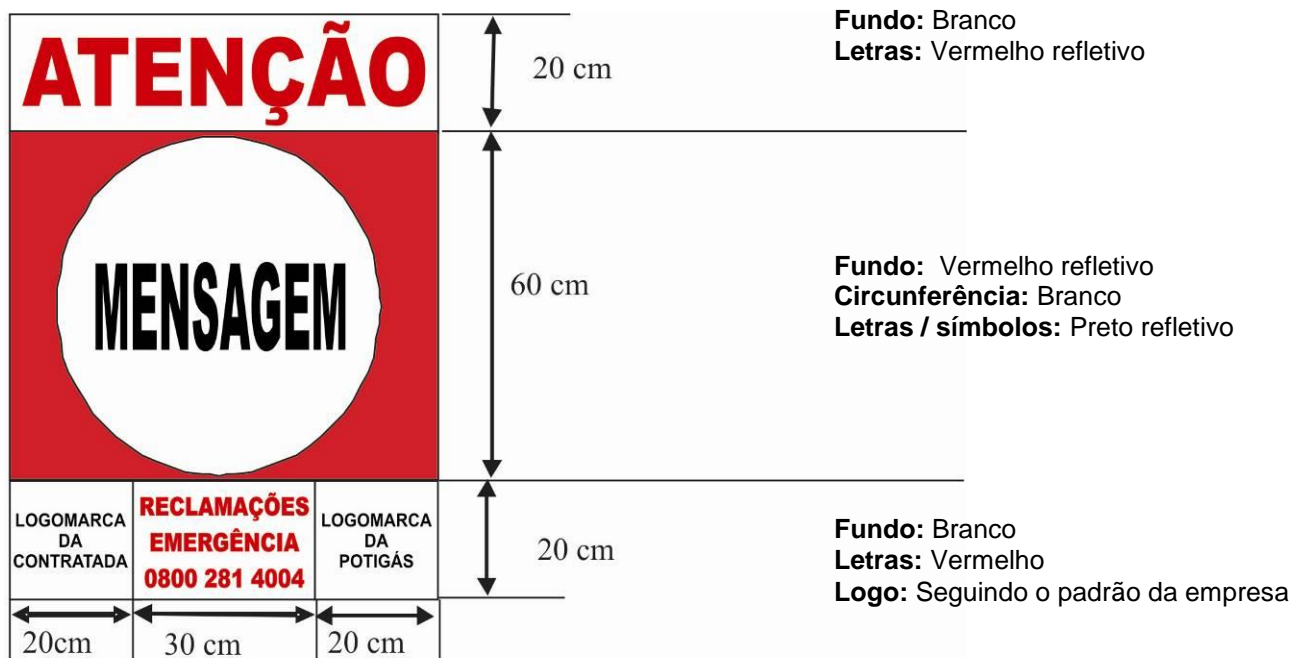 ATENÇÃO
20 cm
Fundo: Branco
Letras: Vermelho refletivo
MENSAGEM
60 cm
Fundo: Vermelho refletivo
Circunferência: Branco
Letras / símbolos: Preto refletivo
LOGOMARCA
DA
CONTRATADA
RECLAMAÇÕES
EMERGÊNCIA
0800 281 4004
LOGOMARCA
DA
POTIGÁS
20 cm
Fundo: Branco
Letras: Vermelho
Logo: Seguindo o padrão da empresa
20cm
30 cm
20 cm